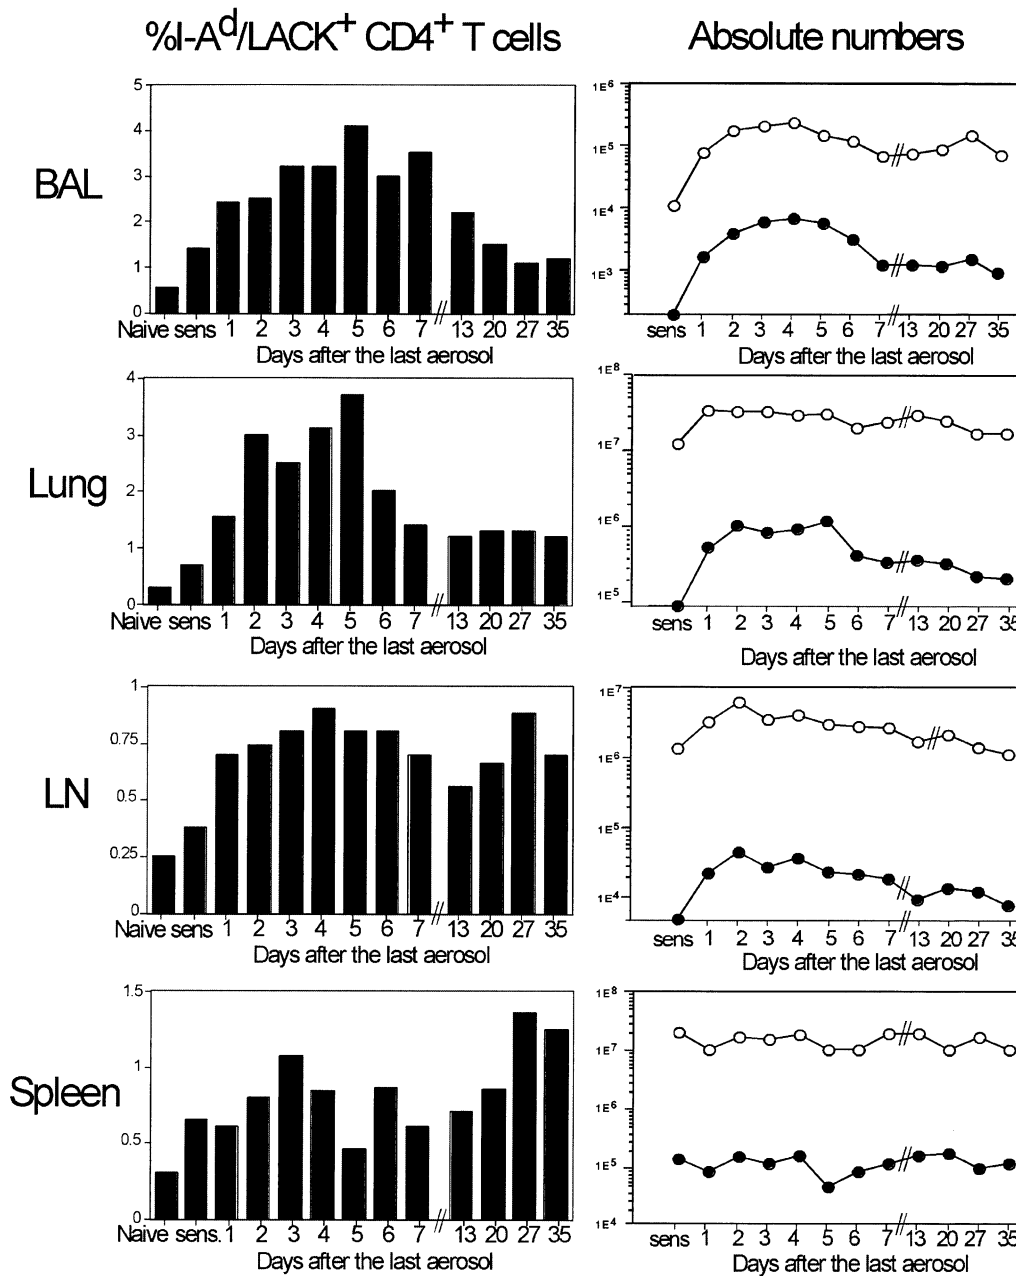 %I-Ad/LACK+ CD4+ T cells
Absolute numbers
BAL
5
4
3
2
1
0
Naive sens 1 2 3 4 5 6 7 // 13 20 27 35
Days after the last aerosol
1E6
1E5
1E4
1E3
sens 1 2 3 4 5 6 7 // 13 20 27 35
Days after the last aerosol
Lung
4
3
2
1
0
Naive sens 1 2 3 4 5 6 7 // 13 20 27 35
Days after the last aerosol
1E8
1E7
1E6
1E5
sens 1 2 3 4 5 6 7 // 13 20 27 35
Days after the last aerosol
LN
1
0.75
0.5
0.25
0
Naive sens 1 2 3 4 5 6 7 // 13 20 27 35
Days after the last aerosol
1E7
1E6
1E5
1E4
sens 1 2 3 4 5 6 7 // 13 20 27 35
Days after the last aerosol
Spleen
1.5
1
0.5
0
Naive sens. 1 2 3 4 5 6 7 // 13 20 27 35
Days after the last aerosol
1E8
1E7
1E6
1E5
1E4
sens 1 2 3 4 5 6 7 // 13 20 27 35
Days after the last aerosol